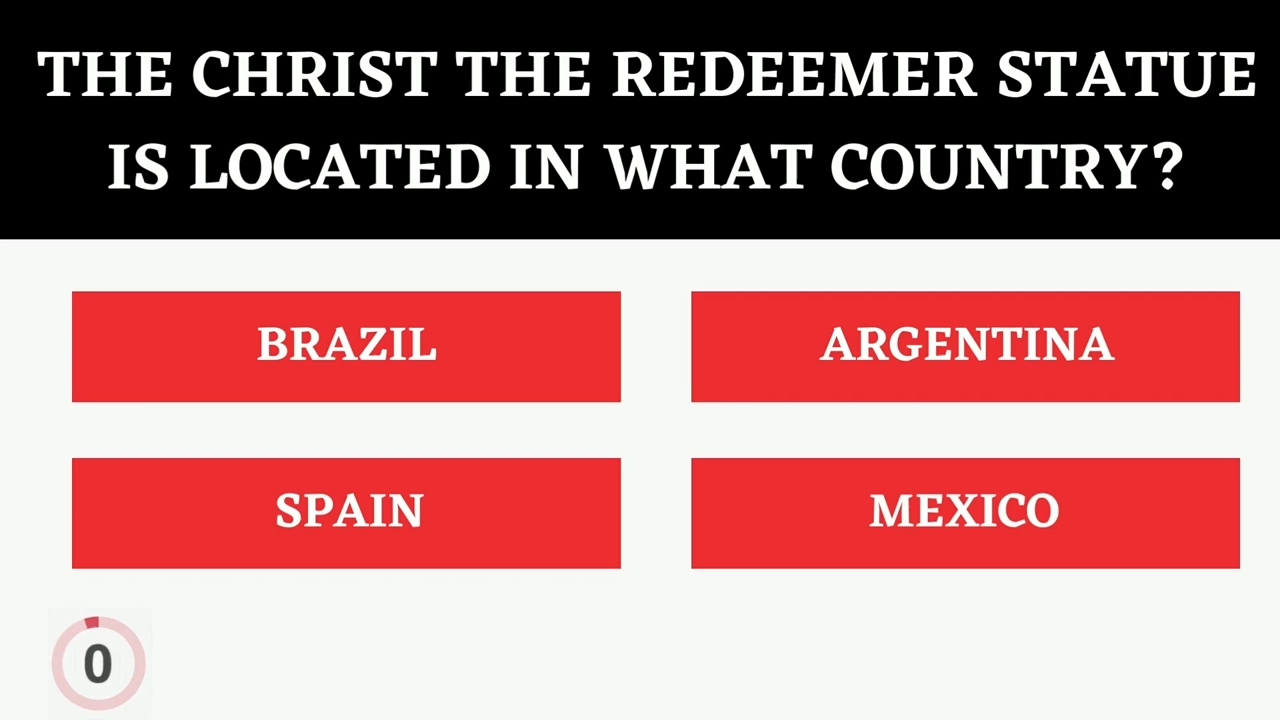 THE CHRIST THE REDEEMER STATUE
IS LOCATED IN WHAT COUNTRY?
BRAZIL
ARGENTINA
SPAIN
MEXICO
0